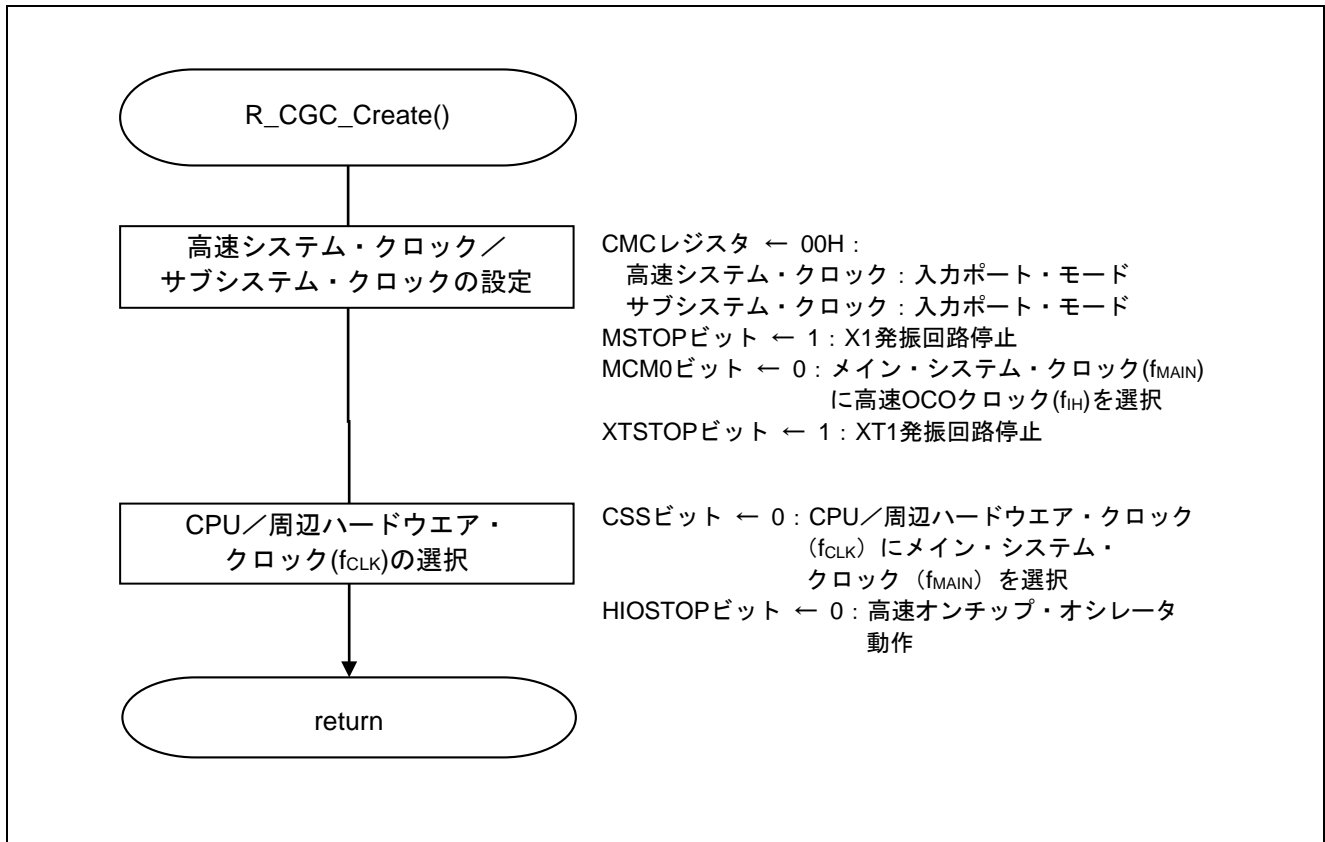 R_CGC_Create()
高速システム・クロック／
サブシステム・クロックの設定
CMCレジスタ ← 00H：
高速システム・クロック：入力ポート・モード
サブシステム・クロック：入力ポート・モード
MSTOPビット ← 1：X1発振回路停止
MCM0ビット ← 0：メイン・システム・クロック(fMAIN)
に高速OCOクロック(fIH)を選択
XTSTOPビット ← 1：XT1発振回路停止
CPU／周辺ハードウエア・
クロック(fCLK)の選択
CSSビット ← 0：CPU／周辺ハードウエア・クロック
（fCLK）にメイン・システム・
クロック（fMAIN）を選択
HIOSTOPビット ← 0：高速オンチップ・オシレータ
動作
return